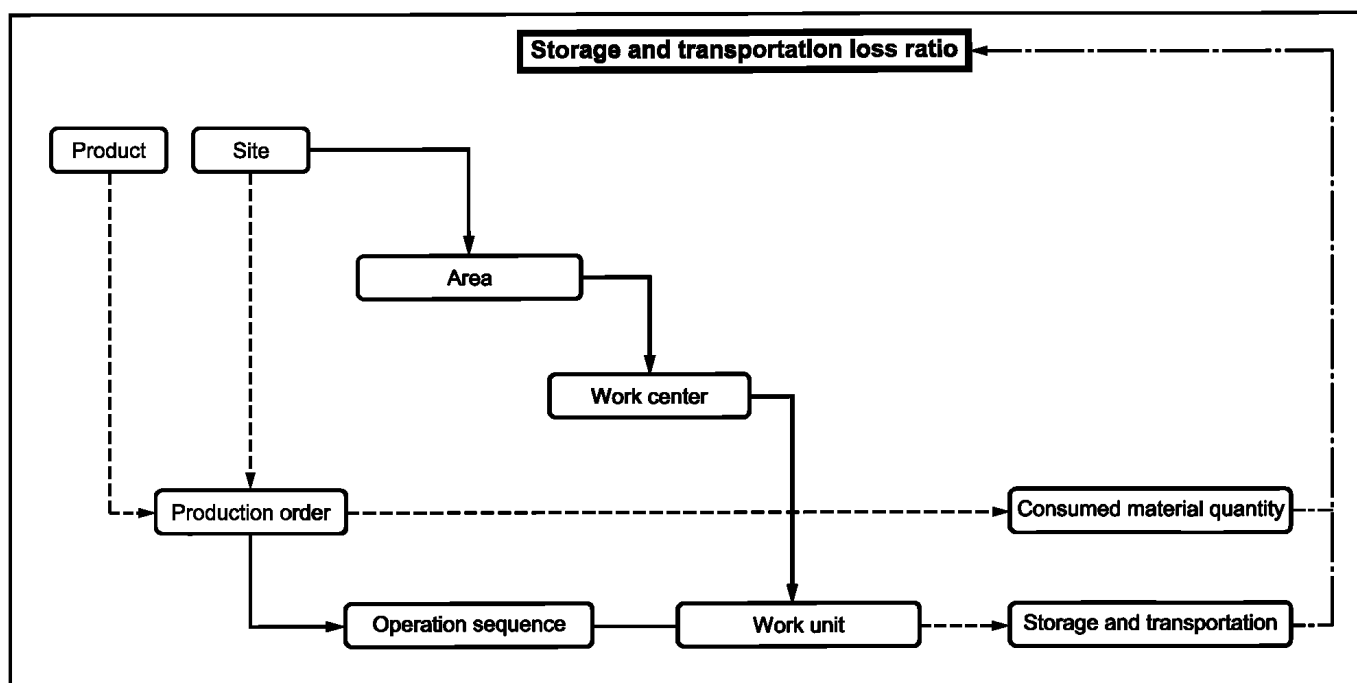 Storage and transportation loss ratio
Product
Site
Area
Work center
Production order
Consumed material quantity
Operation sequence
Work unit
Storage and transportation